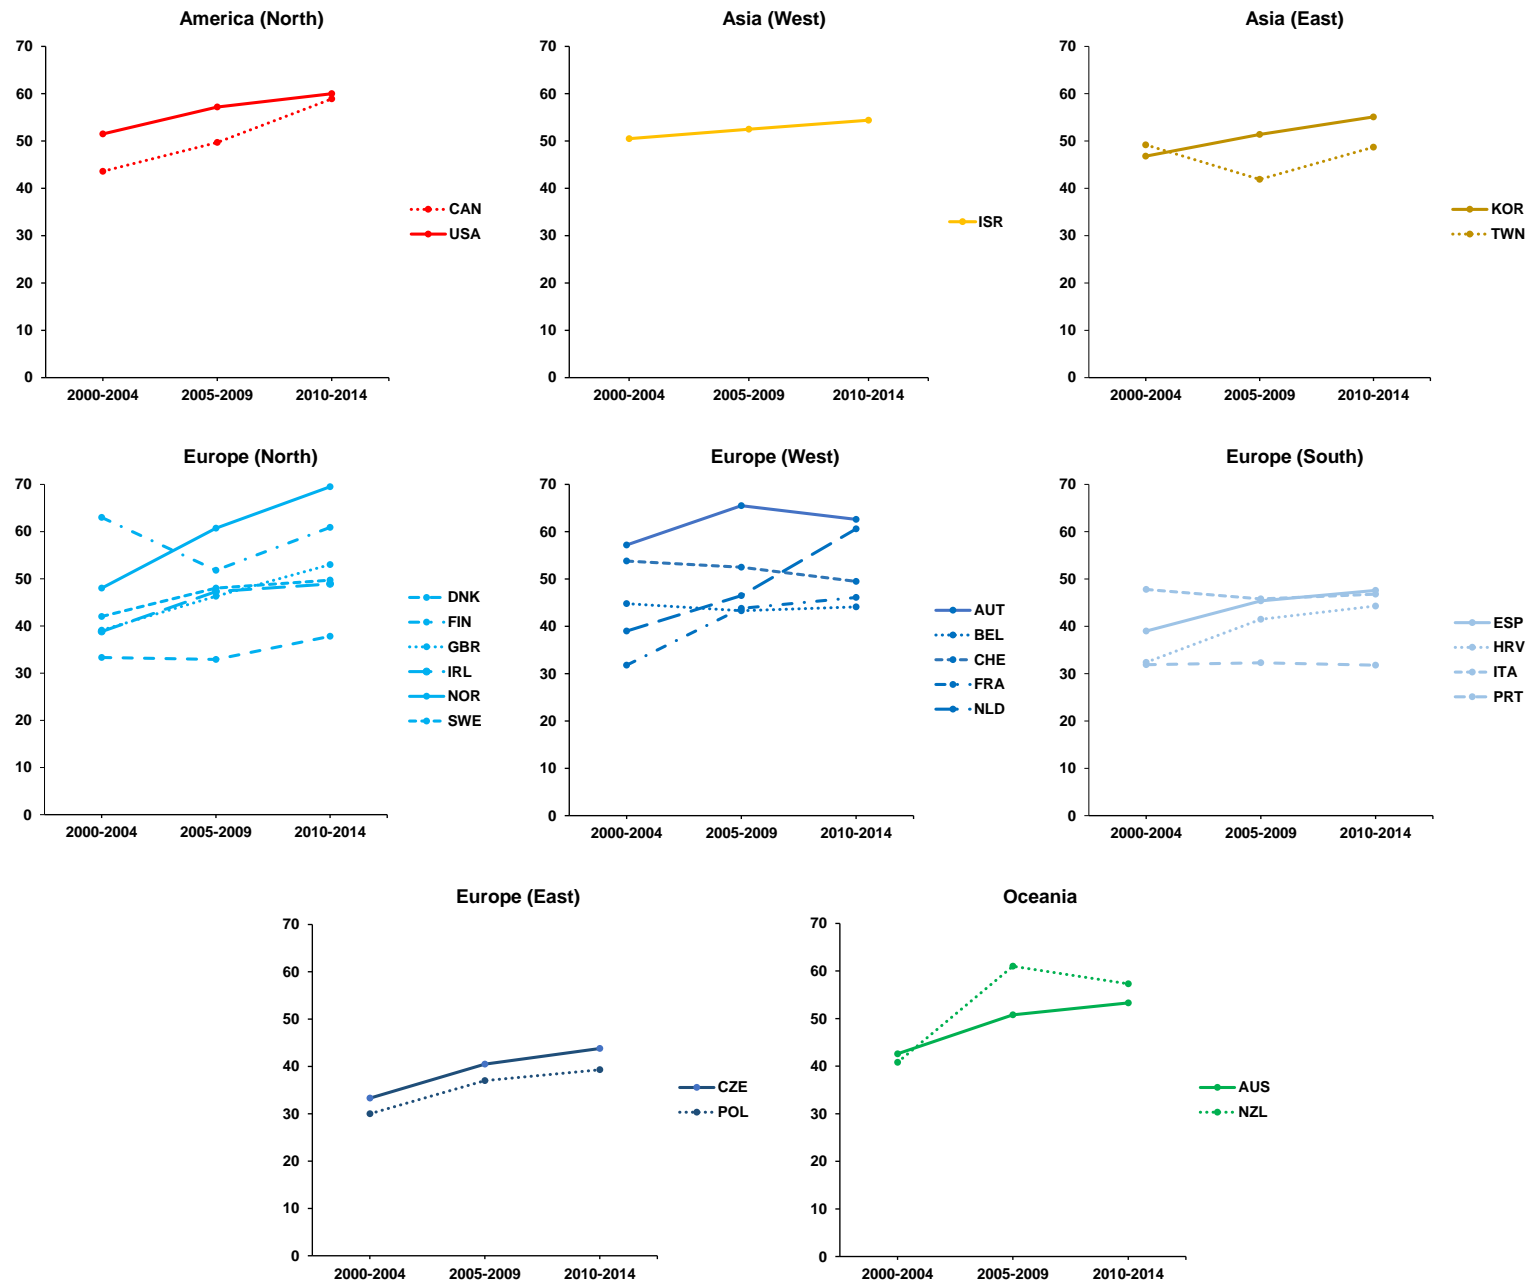 America (North)
70
60
50
40
30
20
10
0
2000-2004 2005-2009 2010-2014
CAN
USA
Asia (West)
70
60
50
40
30
20
10
0
2000-2004 2005-2009 2010-2014
ISR
Asia (East)
70
60
50
40
30
20
10
0
2000-2004 2005-2009 2010-2014
KOR
TWN
Europe (North)
70
60
50
40
30
20
10
0
2000-2004 2005-2009 2010-2014
DNK
FIN
GBR
IRL
NOR
SWE
Europe (West)
70
60
50
40
30
20
10
0
2000-2004 2005-2009 2010-2014
AUT
BEL
CHE
FRA
NLD
Europe (South)
70
60
50
40
30
20
10
0
2000-2004 2005-2009 2010-2014
ESP
HRV
ITA
PRT
Europe (East)
70
60
50
40
30
20
10
0
2000-2004 2005-2009 2010-2014
CZE
POL
Oceania
70
60
50
40
30
20
10
0
2000-2004 2005-2009 2010-2014
AUS
NZL